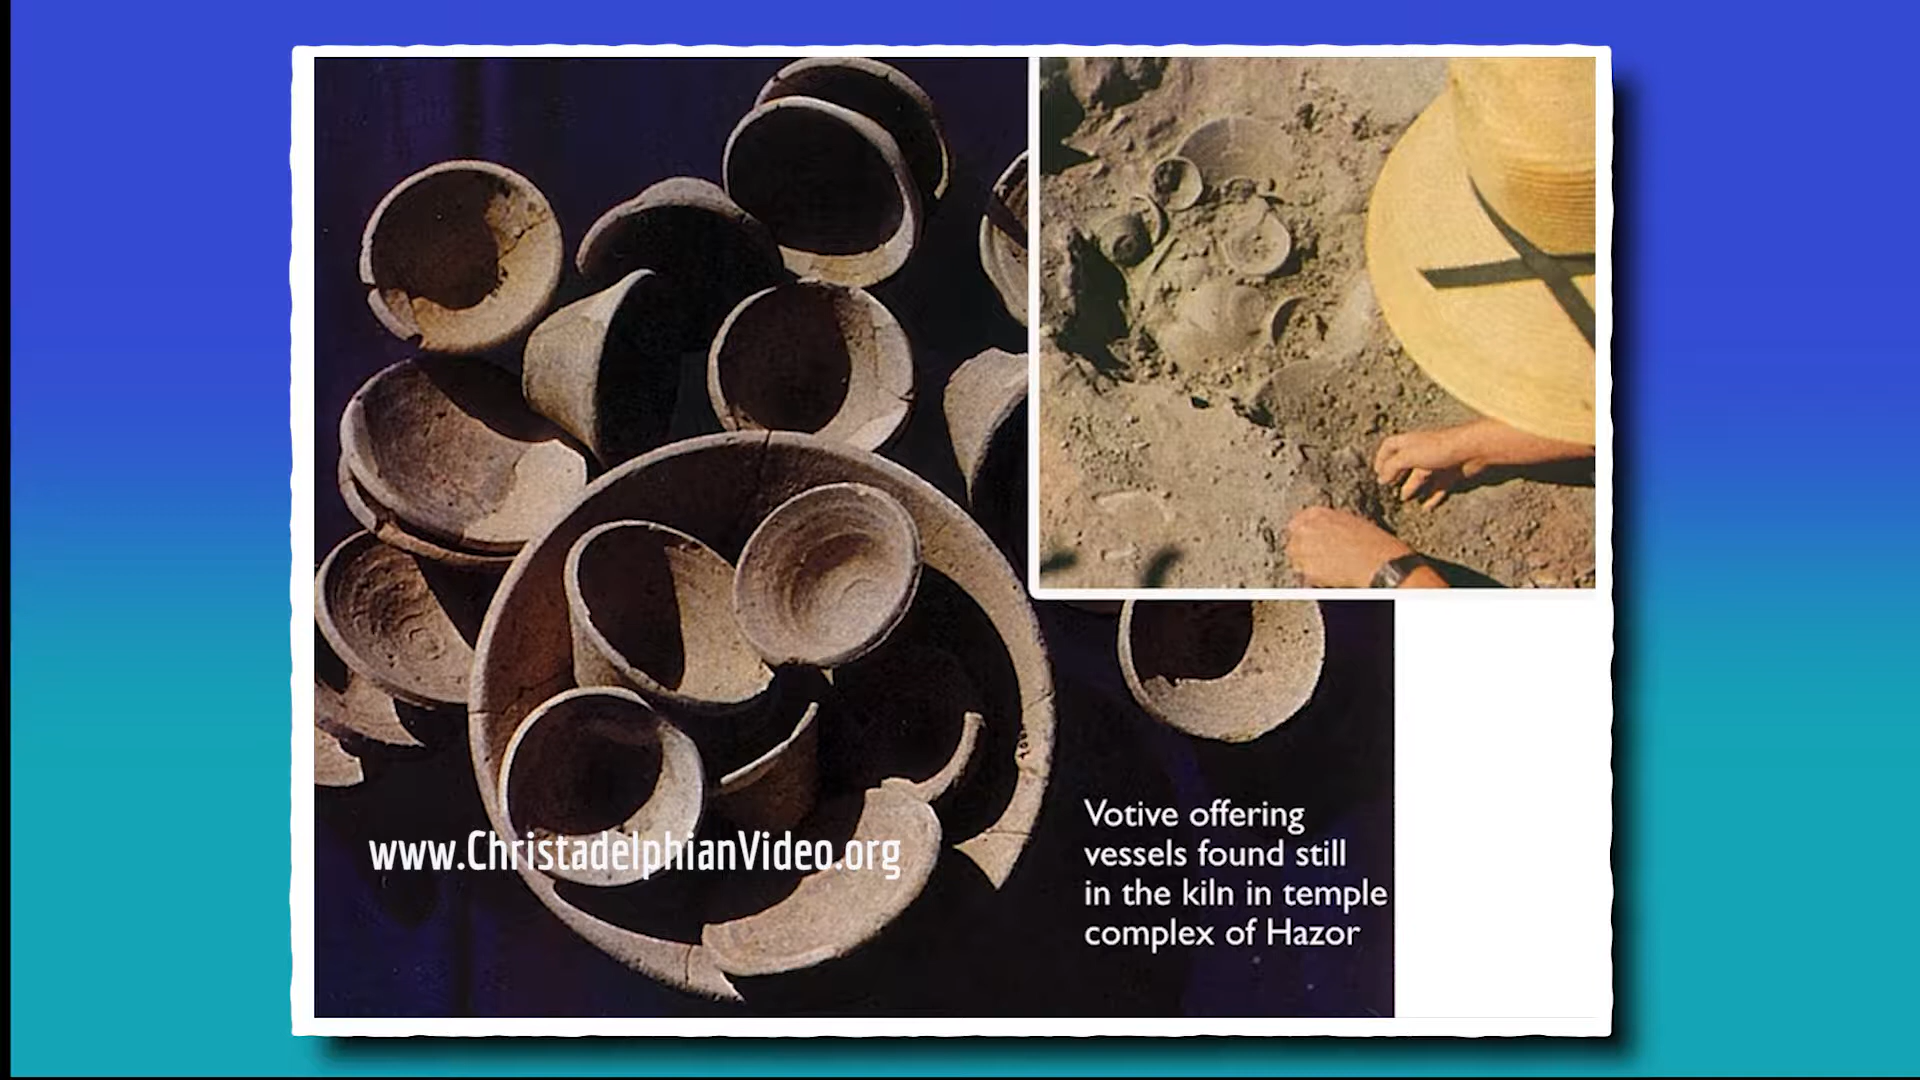 www.ChristadelphianVideo.org
Votive offering
vessels found still
in the kiln in temple
complex of Hazor